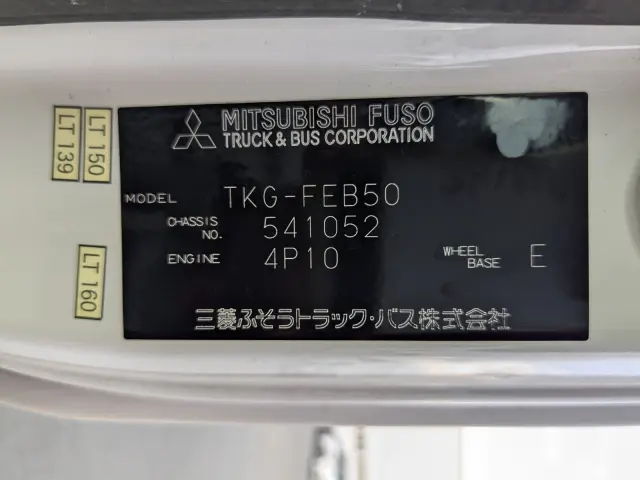 MITSUBISHI FUSO
TRUCK & BUS CORPORATION
LT 139
LT 150
MODEL TKG-FEB50
CHASSIS NO. 541052
ENGINE 4P10 WHEEL BASE E
LT 160
三菱ふそうトラック・バス株式会社